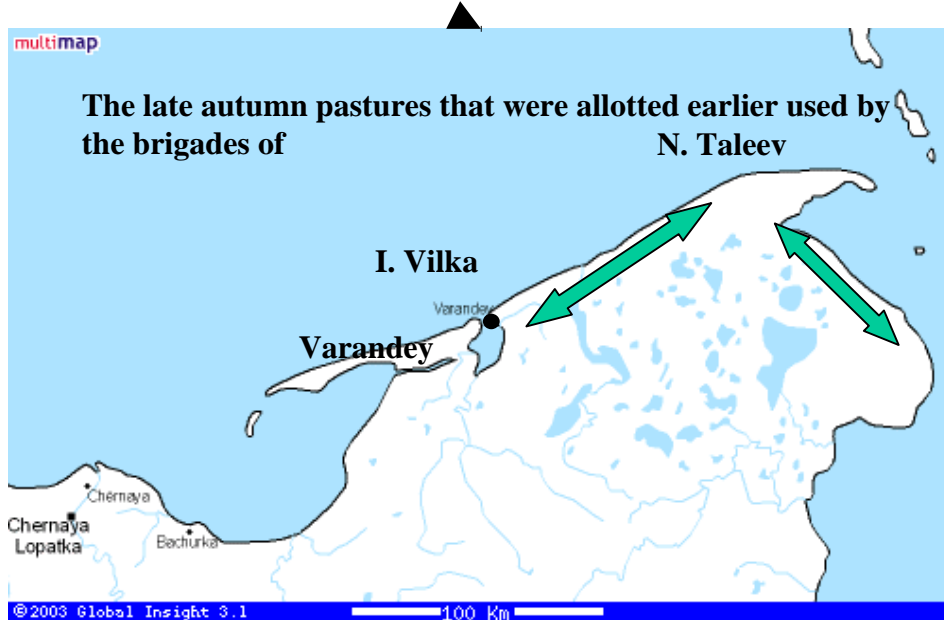 multimap
The late autumn pastures that were allotted earlier used by
the brigades of N. Taleev
I. Vilka
Varandey
Varandey
Chernaya
Chernaya
Lopatka
Bachurka
©2003 Global Insight 3.1
100 Km